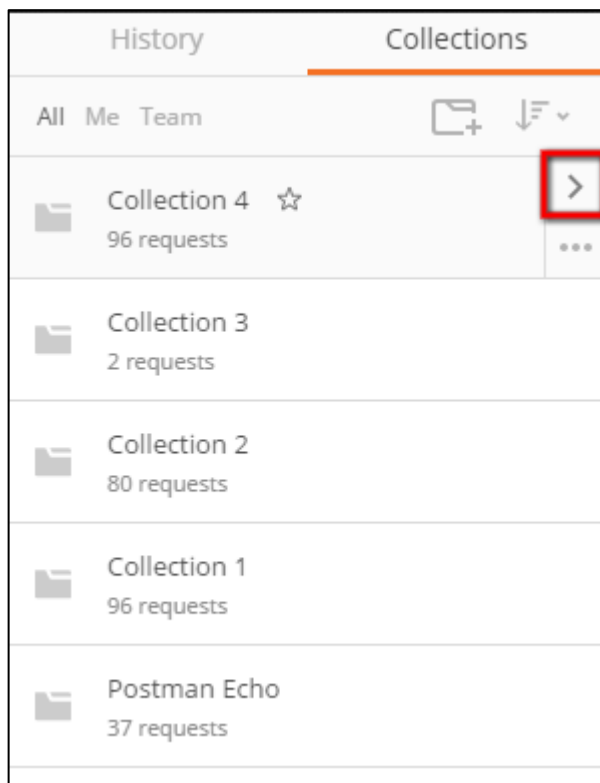 History Collections
All Me Team
Collection 4
96 requests
Collection 3
2 requests
Collection 2
80 requests
Collection 1
96 requests
Postman Echo
37 requests